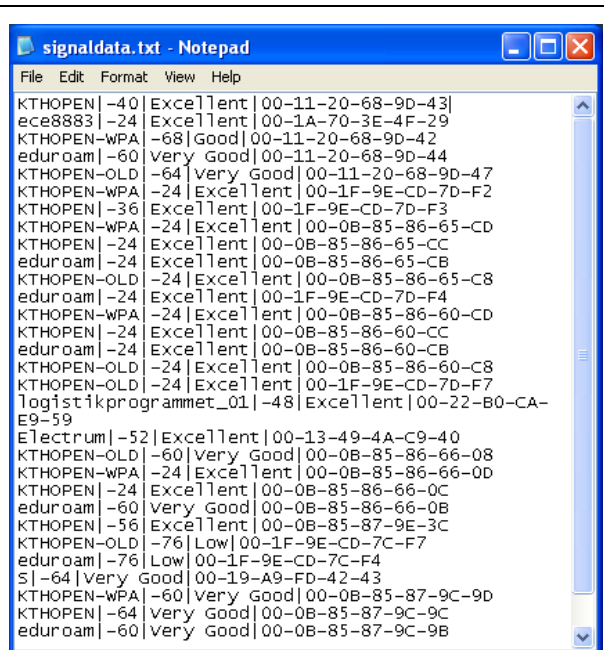 signaldata.txt - Notepad
File Edit Format View Help
KTHOPEN|-40|Excellent|00-11-20-68-9D-43
ece8883|-24|Excellent|00-1A-70-3E-4F-29
KTHOPEN-WPA|-68|Good|00-11-20-68-9D-42
eduroam|-60|Very Good|00-11-20-68-9D-44
KTHOPEN-OLD|-64|Very Good|00-11-20-68-9D-47
KTHOPEN-WPA|-24|Excellent|00-1F-9E-CD-7D-F2
KTHOPEN|-36|Excellent|00-1F-9E-CD-7D-F3
KTHOPEN-WPA|-24|Excellent|00-0B-85-86-65-CD
KTHOPEN|-24|Excellent|00-0B-85-86-65-CC
eduroam|-24|Excellent|00-0B-85-86-65-CB
KTHOPEN-OLD|-24|Excellent|00-0B-85-86-65-C8
eduroam|-24|Excellent|00-1F-9E-CD-7D-F4
KTHOPEN-WPA|-24|Excellent|00-0B-85-86-60-CD
KTHOPEN|-24|Excellent|00-0B-85-86-60-CC
eduroam|-24|Excellent|00-0B-85-86-60-CB
KTHOPEN-OLD|-24|Excellent|00-0B-85-86-60-C8
KTHOPEN-OLD|-24|Excellent|00-1F-9E-CD-7D-F7
logistikprogrammet_01|-48|Excellent|00-22-B0-CA-
E9-59
Electrum|-52|Excellent|00-13-49-4A-C9-40
KTHOPEN-OLD|-60|Very Good|00-0B-85-86-66-08
KTHOPEN-WPA|-24|Excellent|00-0B-85-86-66-0D
KTHOPEN|-24|Excellent|00-0B-85-86-66-0C
eduroam|-60|Very Good|00-0B-85-86-66-0B
KTHOPEN|-56|Excellent|00-0B-85-87-9E-3C
KTHOPEN-OLD|-76|Low|00-1F-9E-CD-7C-F7
eduroam|-76|Low|00-1F-9E-CD-7C-F4
S|-64|Very Good|00-19-A9-FD-42-43
KTHOPEN-WPA|-60|Very Good|00-0B-85-87-9C-9D
KTHOPEN|-64|Very Good|00-0B-85-87-9C-9C
eduroam|-60|Very Good|00-0B-85-87-9C-9B